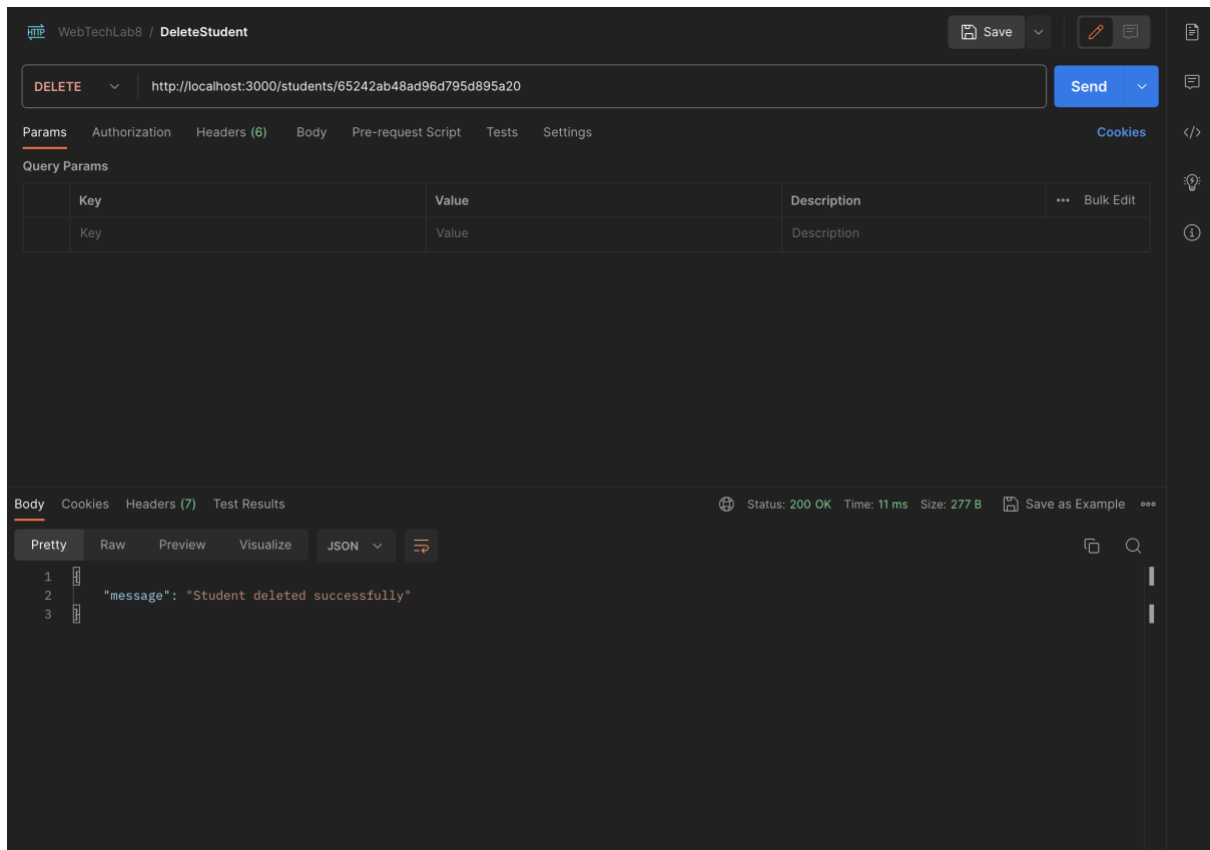 HTTP WebTechLab8 / DeleteStudent Save
DELETE http://localhost:3000/students/65242ab48ad96d795d895a20 Send
Params Authorization Headers (6) Body Pre-request Script Tests Settings Cookies
Query Params
Key Value Description ••• Bulk Edit
Key Value Description
Body Cookies Headers (7) Test Results Status: 200 OK Time: 11 ms Size: 277 B Save as Example
Pretty Raw Preview Visualize JSON
1 {
2 "message": "Student deleted successfully"
3 }